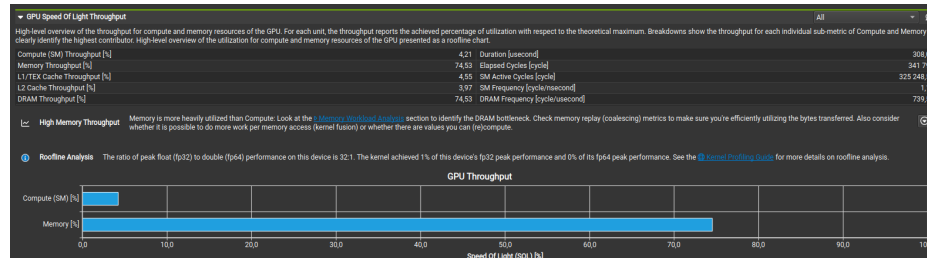 GPU Speed Of Light Throughput
All
High-level overview of the throughput for compute and memory resources of the GPU. For each unit, the throughput reports the achieved percentage of utilization with respect to the theoretical maximum. Breakdowns show the throughput for each individual sub-metric of Compute and Memory
clearly identify the highest contributor. High-level overview of the utilization for compute and memory resources of the GPU presented as a roofline chart.
Compute (SM) Throughput [%] 4,21 Duration [usecond] 308,
Memory Throughput [%] 74,53 Elapsed Cycles [cycle] 341 7
L1/TEX Cache Throughput [%] 4,55 SM Active Cycles [cycle] 325 248,
L2 Cache Throughput [%] 3,97 SM Frequency [cycle/nsecond] 1,
DRAM Throughput [%] 74,53 DRAM Frequency [cycle/usecond] 739,
High Memory Throughput
Memory is more heavily utilized than Compute: Look at the Memory Workload Analysis section to identify the DRAM bottleneck. Check memory replay (coalescing) metrics to make sure you're efficiently utilizing the bytes transferred. Also consider
whether it is possible to do more work per memory access (kernel fusion) or whether there are values you can (re)compute.
Roofline Analysis The ratio of peak float (fp32) to double (fp64) performance on this device is 32:1. The kernel achieved 1% of this device's fp32 peak performance and 0% of its fp64 peak performance. See the Kernel Profiling Guide for more details on roofline analysis.
GPU Throughput
Compute (SM) [%]
Memory [%]
0,0 10,0 20,0 30,0 40,0 50,0 60,0 70,0 80,0 90,0 10
Speed Of Light (SOL) [%]